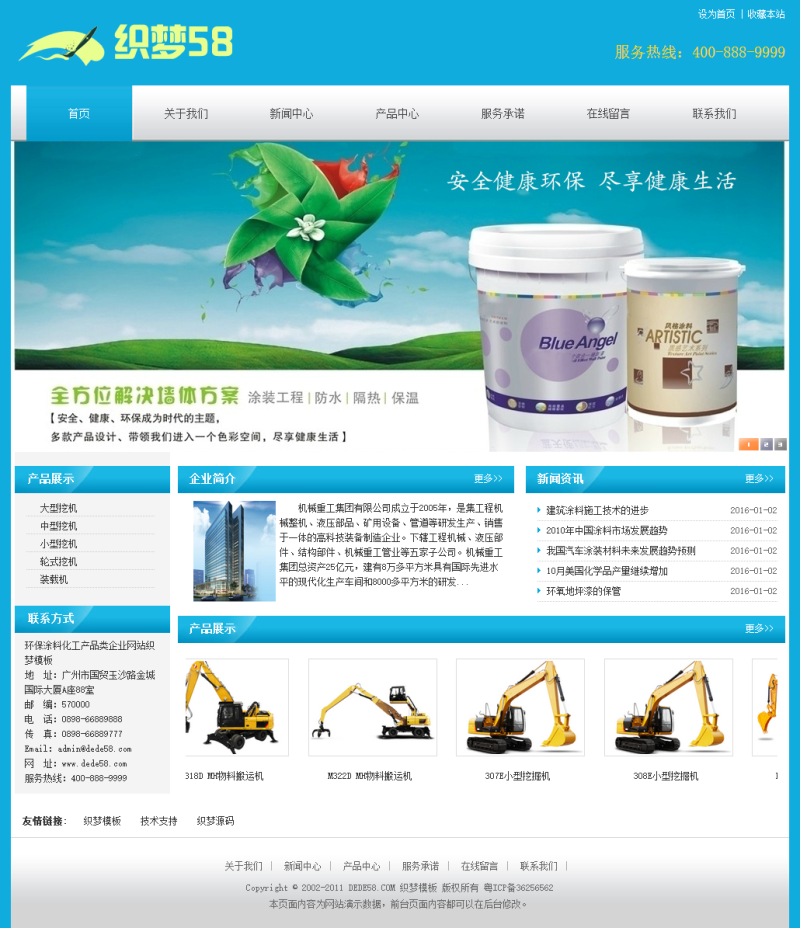 设为首页 | 收藏本站
织梦58
服务热线：400-888-9999
首页 关于我们 新闻中心 产品中心 服务承诺 在线留言 联系我们
安全健康环保 尽享健康生活
Blue Angel
风格涂料
ARTISTIC
全方位解决墙体方案 涂装工程 | 防水 | 隔热 | 保温
【 安全、健康、环保成为时代的主题，
多款产品设计、带领我们进入一个色彩空间，尽享健康生活 】
1 2 3
产品展示
大型挖机
中型挖机
小型挖机
轮式挖机
装载机
联系方式
环保涂料化工产品类企业网站织
梦模板
地 址：广州市国贸玉沙路金城
国际大厦A座88室
邮 编：570000
电 话：0898-66889888
传 真：0898-66889777
Email：admin@dede58.com
网 址：www.dede58.com
服务热线：400-888-9999
企业简介 更多>>
机械重工集团有限公司成立于2005年，是集工程机
械整机、液压部品、矿用设备、管道等研发生产、销售
于一体的高科技装备制造企业。下辖工程机械、液压部
件、结构部件、机械重工管业等五家子公司。机械重工
集团总资产25亿元，建有8万多平方米具有国际先进水
平的现代化生产车间和8000多平方米的研发...
新闻资讯 更多>>
建筑涂料施工技术的进步 2016-01-02
2010年中国涂料市场发展趋势 2016-01-02
我国汽车涂装材料未来发展趋势预测 2016-01-02
10月美国化学品产量继续增加 2016-01-02
环氧地坪漆的保管 2016-01-02
产品展示 更多>>
318D MH物料搬运机 M322D MH物料搬运机 307E小型挖掘机 308E小型挖掘机
友情链接： 织梦模板 技术支持 织梦源码
关于我们 | 新闻中心 | 产品中心 | 服务承诺 | 在线留言 | 联系我们 |
Copyright © 2002-2011 DEDE58.COM 织梦模板 版权所有 粤ICP备36256562
本页面内容为网站演示数据，前台页面内容都可以在后台修改。